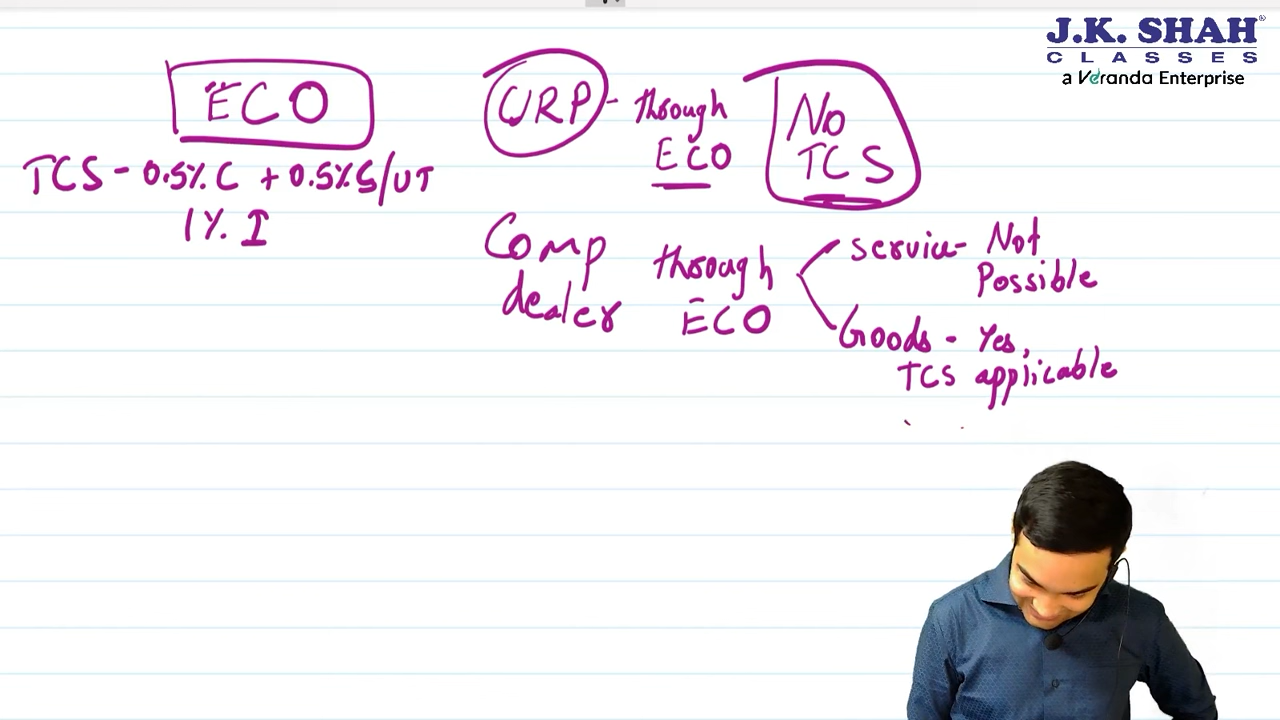 J.K. SHAH®
CLASSES
a Veranda Enterprise
ECO
TCS - 0.5% C + 0.5% S/UT
1% I
URP - through ECO
No TCS
Comp dealer through ECO
Service - Not Possible
Goods - Yes, TCS applicable